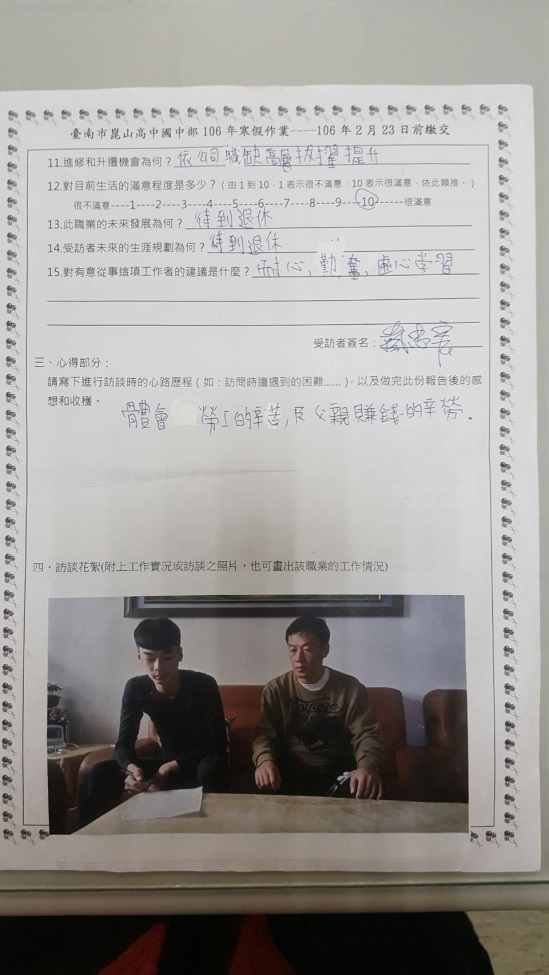 臺南市崑山高中國中部 106 年寒假作業----106 年 2 月 23 日前繳交
11.進修和升遷機會為何? 依公司職缺高層拔擢提升
12.對目前生活的滿意程度是多少?(由 1 到 10,1 表示很不滿意,10 表示很滿意,依此類推。)
很不滿意----1----2----3----4----5----6----7----8----9----10-----很滿意
13.此職業的未來發展為何? 待到退休
14.受訪者未來的生涯規劃為何? 待到退休
15.對有意從事這項工作者的建議是什麼? 耐心, 勤奮, 虛心學習
受訪者簽名:
三、心得部分:
請寫下進行訪談時的心路歷程(如:訪問時遭遇到的困難……),以及做完此份報告後的感
想和收穫。
體會 勞工的辛苦, 及父親賺錢的辛勞.
四、訪談花絮(附上工作實況或訪談之照片,也可畫出該職業的工作情況)